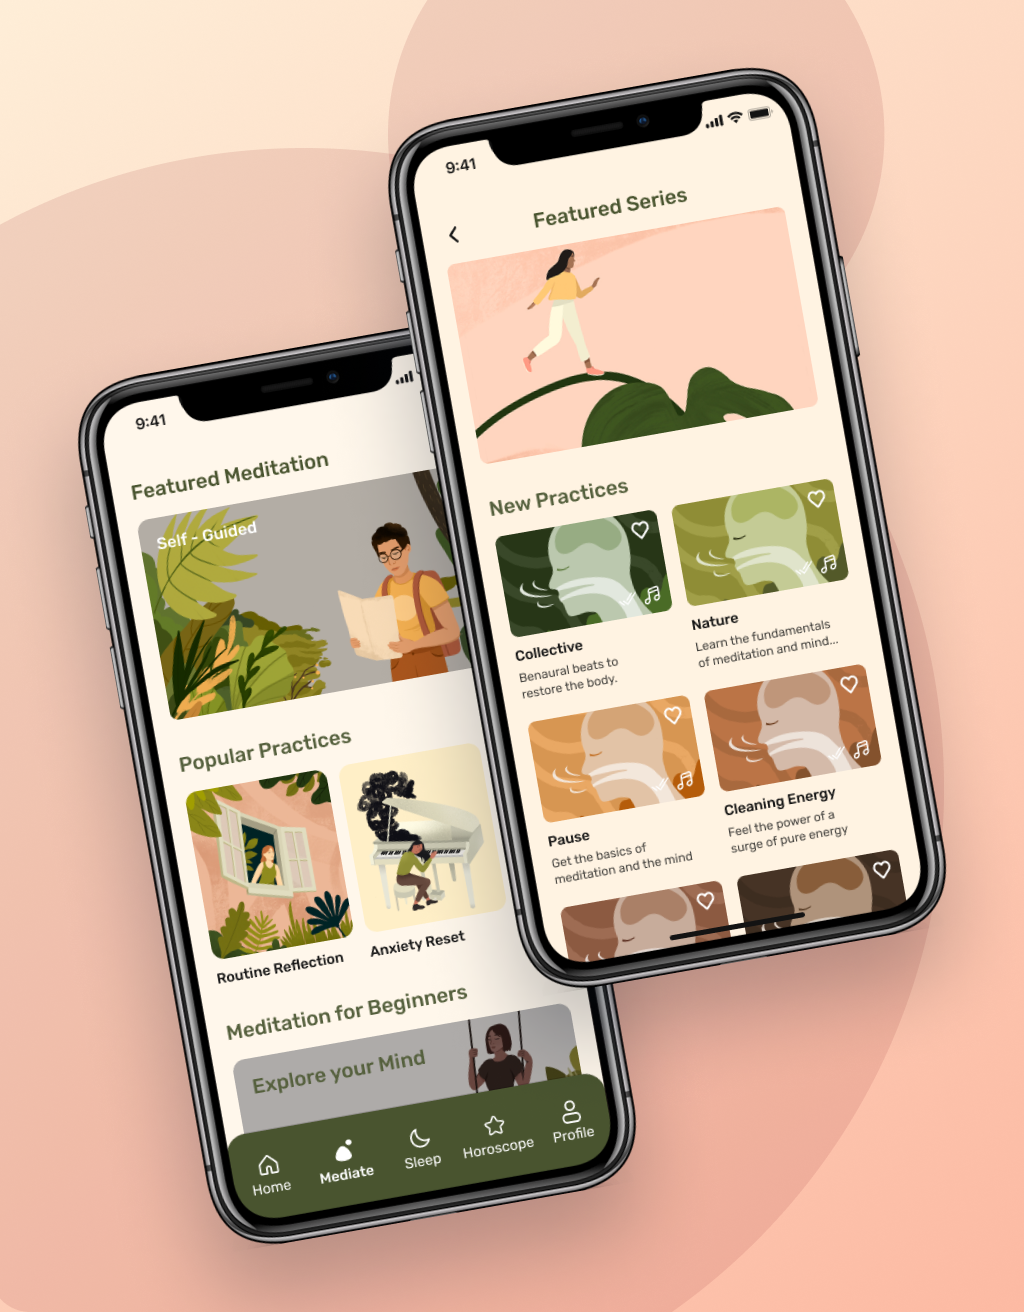 9:41
Featured Series
New Practices
Collective
Benaural beats to
restore the body.
Nature
Learn the fundamentals
of meditation and mind...
Pause
Get the basics of
meditation and the mind
Cleaning Energy
Feel the power of a
surge of pure energy
9:41
Featured Meditation
Self - Guided
Popular Practices
Routine Reflection
Anxiety Reset
Meditation for Beginners
Explore your Mind
Home
Mediate
Sleep
Horoscope
Profile